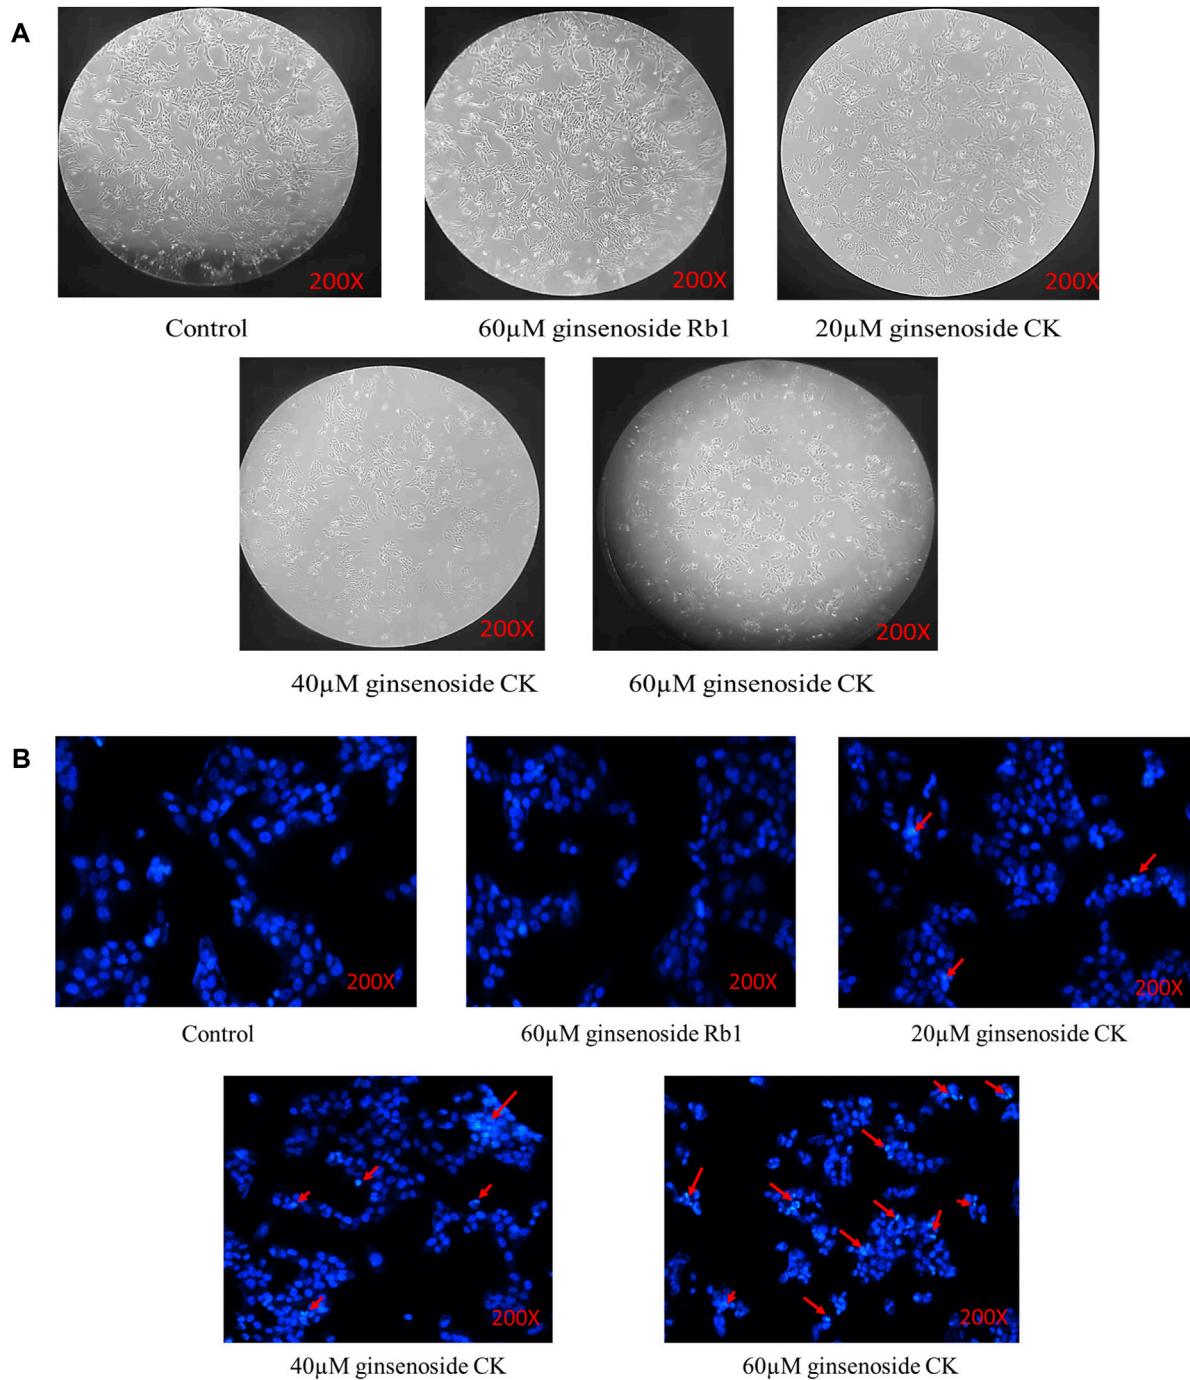 A
200X
200X
200X
Control
60µM ginsenoside Rb1
20µM ginsenoside CK
200X
200X
40µM ginsenoside CK
60µM ginsenoside CK
B
200X
200X
200X
Control
60µM ginsenoside Rb1
20µM ginsenoside CK
200X
200X
40µM ginsenoside CK
60µM ginsenoside CK